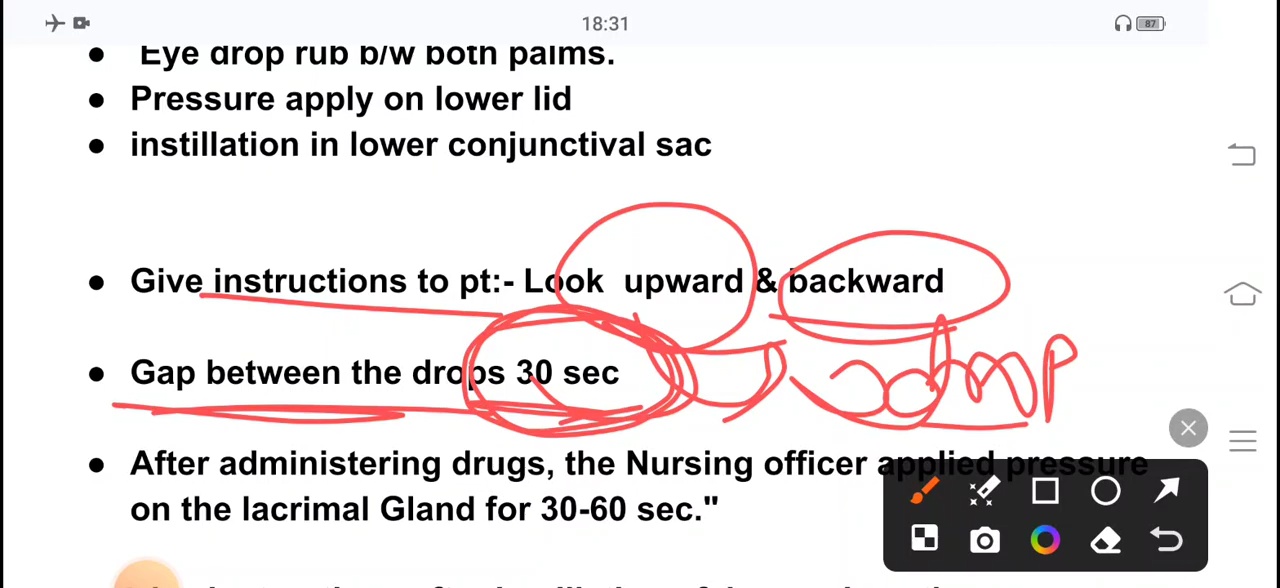 18:31
87
Eye drop rub b/w both palms.
Pressure apply on lower lid
instillation in lower conjunctival sac
Give instructions to pt:- Look upward & backward
Gap between the drops 30 sec
After administering drugs, the Nursing officer applied pressure
on the lacrimal Gland for 30-60 sec."